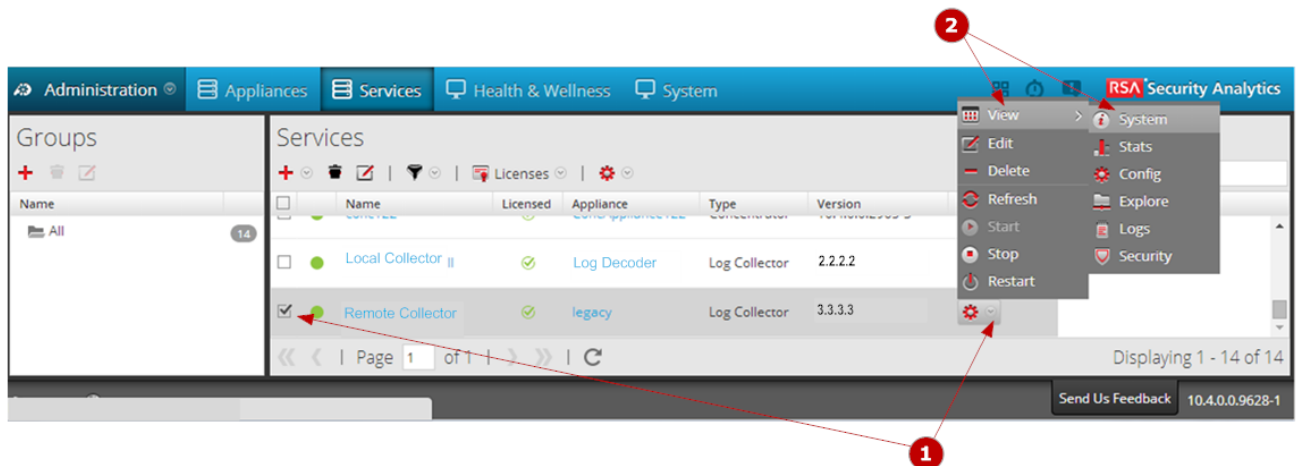 2
Administration Appliances Services Health & Wellness System RSA Security Analytics
Groups
Services
View
System
Edit
Stats
Licenses
Delete
Config
Name
Name Licensed Appliance Type Version
Refresh
Explore
All 14
Start
Logs
Local Collector Log Decoder Log Collector 2.2.2.2
Stop
Security
Restart
Remote Collector legacy Log Collector 3.3.3.3
Page 1 of 1
Displaying 1 - 14 of 14
Send Us Feedback 10.4.0.0.9628-1
1